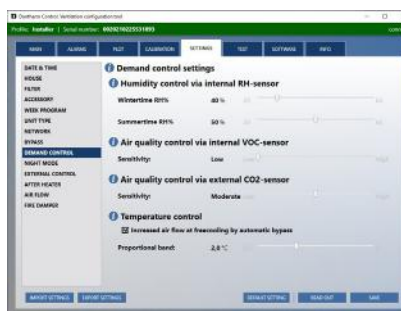 Dantherm Control Ventilation configuration tool
Profile: Installer | Serial number:
MAIN
ALARMS
PLOT
CALIBRATION
SETTINGS
TEST
SOFTWARE
INFO
DATE & TIME
HOUSE
FILTER
ACCESSORY
WEEK PROGRAM
UNIT TYPE
NETWORK
BYPASS
DEMAND CONTROL
NIGHT MODE
EXTERNAL CONTROL
AFTER HEATER
AIR FLOW
FIRE DAMPER
Demand control settings
Humidity control via internal RH-sensor
Wintertime RH% 40 %
Summertime RH% 50 %
Air quality control via internal VOC-sensor
Sensitivity: Low
Air quality control via external CO2-sensor
Sensitivity: Moderate
Temperature control
Increased air flow at freecooling by automatic bypass
Proportional band: 2,0 °C
IMPORT SETTINGS
EXPORT SETTINGS
DEFAULT SETTING
READ OUT
SAVE